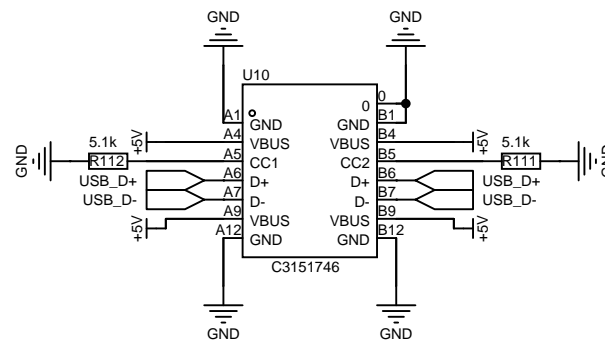 GND
GND
U10
0
0
A1
GND
GND
B1
5.1k
+5V
A4
VBUS
VBUS
B4
+5V
5.1k
GND
R112
A5
CC1
CC2
B5
R111
GND
USB_D+
A6
D+
D+
B6
USB_D+
USB_D-
A7
D-
D-
B7
USB_D-
+5V
A9
VBUS
VBUS
B9
+5V
A12
GND
GND
B12
C3151746
GND
GND